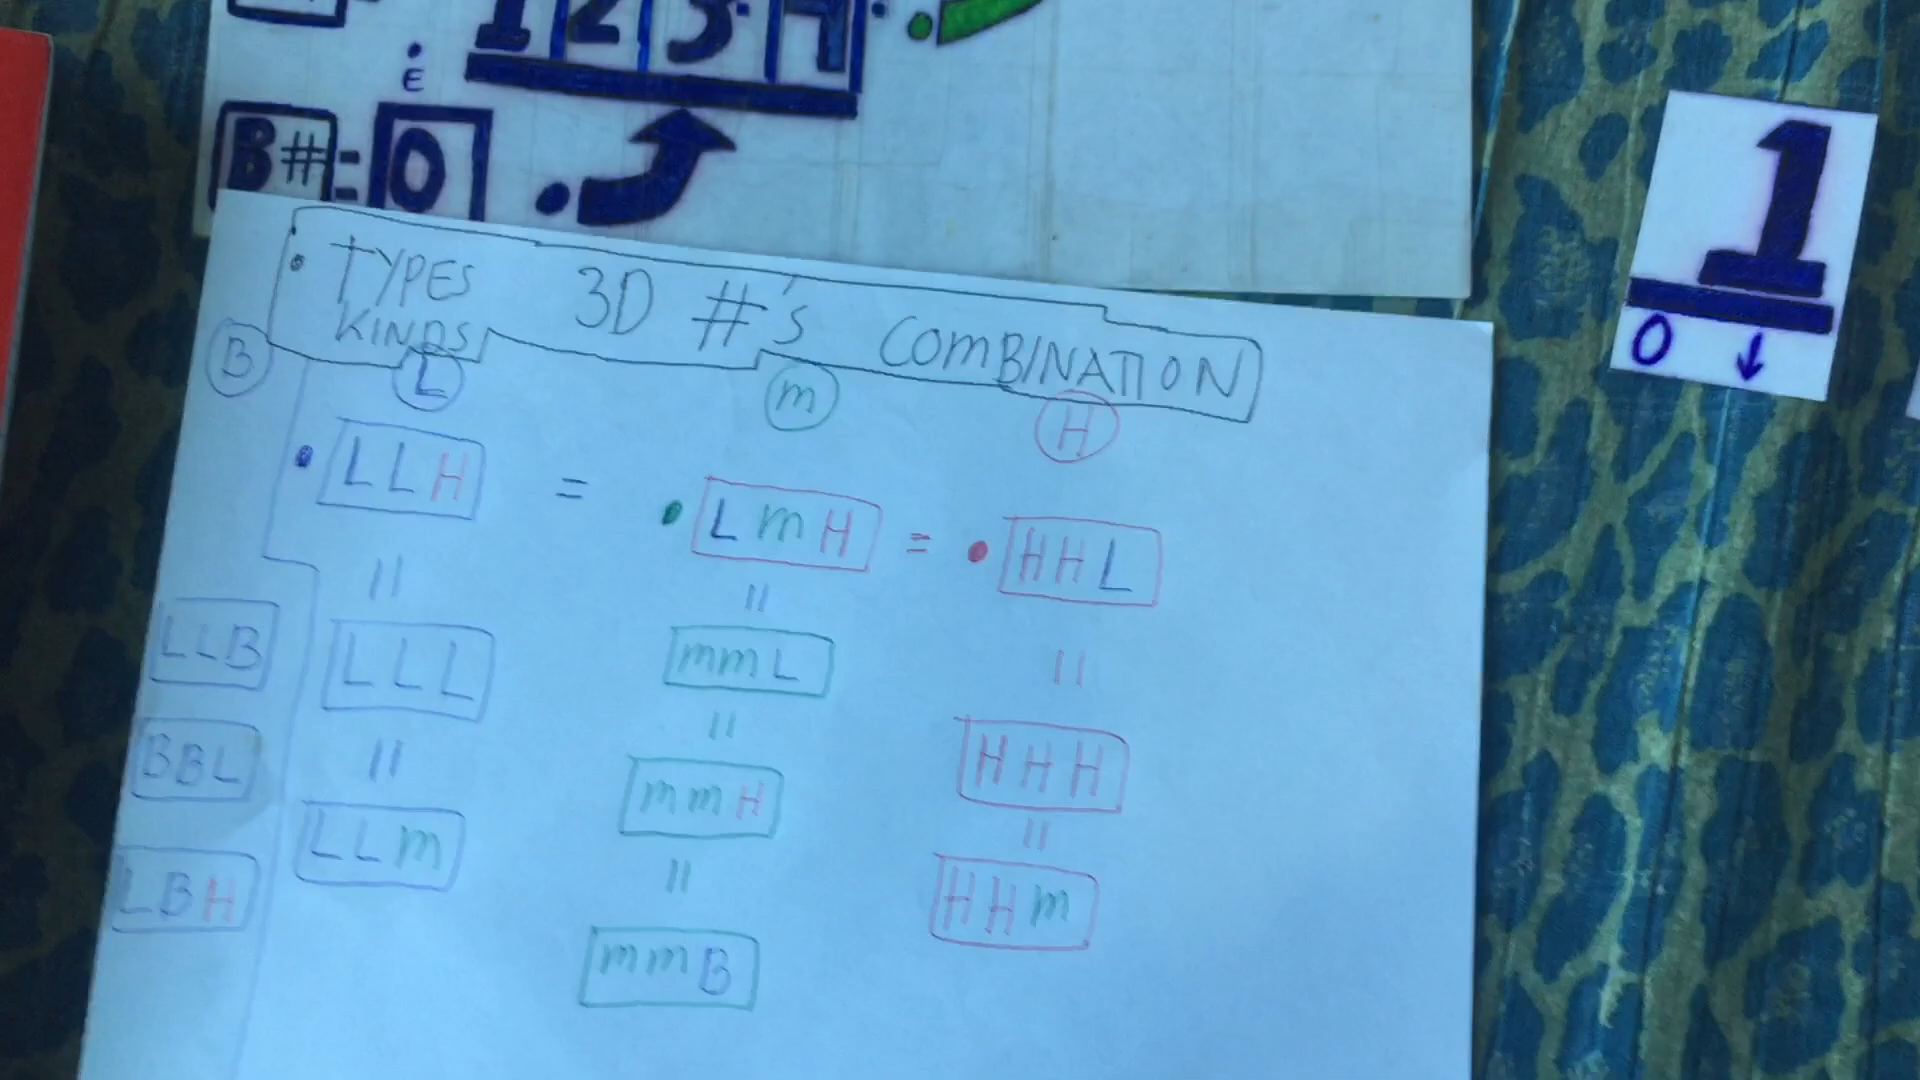 1 2 3 4
E
B# = 0
1
0
TYPES 3D #'s COMBINATION
KINDS
B L m H
LLH = LmH = HHL
LLB LLL mmL HHH
BBL LLm mmH HHm
LBH mmB